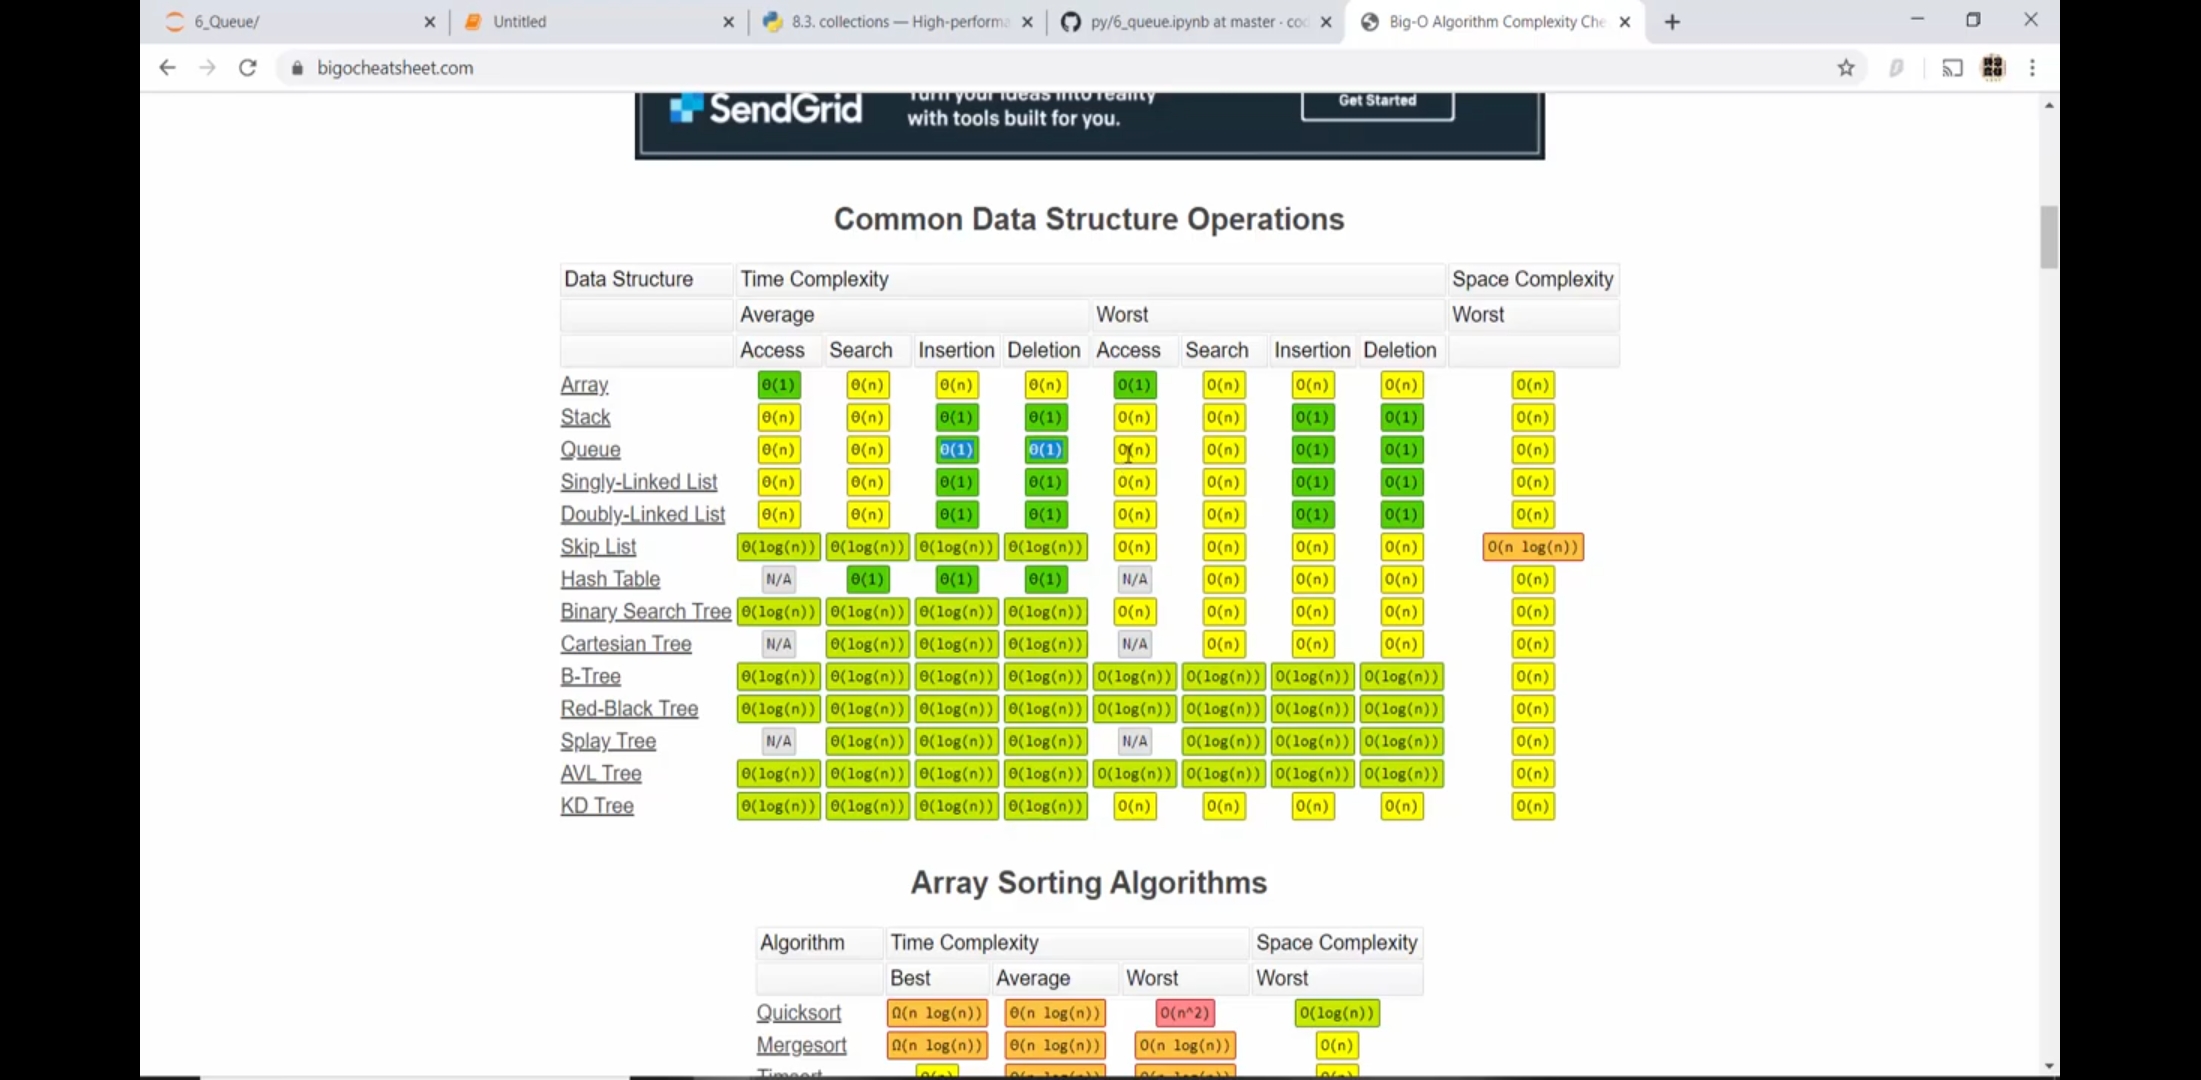 6_Queue/
Untitled
8.3. collections — High-performa
py/6_queue.ipynb at master · cod
Big-O Algorithm Complexity Che
bigocheatsheet.com
SendGrid
Turn your ideas into reality
with tools built for you.
Get Started
Common Data Structure Operations
Data Structure Time Complexity Space Complexity
Average Worst Worst
Access Search Insertion Deletion Access Search Insertion Deletion
Array Θ(1) Θ(n) Θ(n) Θ(n) O(1) O(n) O(n) O(n) O(n)
Stack Θ(n) Θ(n) Θ(1) Θ(1) O(n) O(n) O(1) O(1) O(n)
Queue Θ(n) Θ(n) Θ(1) Θ(1) O(n) O(n) O(1) O(1) O(n)
Singly-Linked List Θ(n) Θ(n) Θ(1) Θ(1) O(n) O(n) O(1) O(1) O(n)
Doubly-Linked List Θ(n) Θ(n) Θ(1) Θ(1) O(n) O(n) O(1) O(1) O(n)
Skip List Θ(log(n)) Θ(log(n)) Θ(log(n)) Θ(log(n)) O(n) O(n) O(n) O(n) O(n log(n))
Hash Table N/A Θ(1) Θ(1) Θ(1) N/A O(n) O(n) O(n) O(n)
Binary Search Tree Θ(log(n)) Θ(log(n)) Θ(log(n)) Θ(log(n)) O(n) O(n) O(n) O(n) O(n)
Cartesian Tree N/A Θ(log(n)) Θ(log(n)) Θ(log(n)) N/A O(n) O(n) O(n) O(n)
B-Tree Θ(log(n)) Θ(log(n)) Θ(log(n)) Θ(log(n)) O(log(n)) O(log(n)) O(log(n)) O(log(n)) O(n)
Red-Black Tree Θ(log(n)) Θ(log(n)) Θ(log(n)) Θ(log(n)) O(log(n)) O(log(n)) O(log(n)) O(log(n)) O(n)
Splay Tree N/A Θ(log(n)) Θ(log(n)) Θ(log(n)) N/A O(log(n)) O(log(n)) O(log(n)) O(n)
AVL Tree Θ(log(n)) Θ(log(n)) Θ(log(n)) Θ(log(n)) O(log(n)) O(log(n)) O(log(n)) O(log(n)) O(n)
KD Tree Θ(log(n)) Θ(log(n)) Θ(log(n)) Θ(log(n)) O(n) O(n) O(n) O(n) O(n)
Array Sorting Algorithms
Algorithm Time Complexity Space Complexity
Best Average Worst Worst
Quicksort Ω(n log(n)) Θ(n log(n)) O(n^2) O(log(n))
Mergesort Ω(n log(n)) Θ(n log(n)) O(n log(n)) O(n)